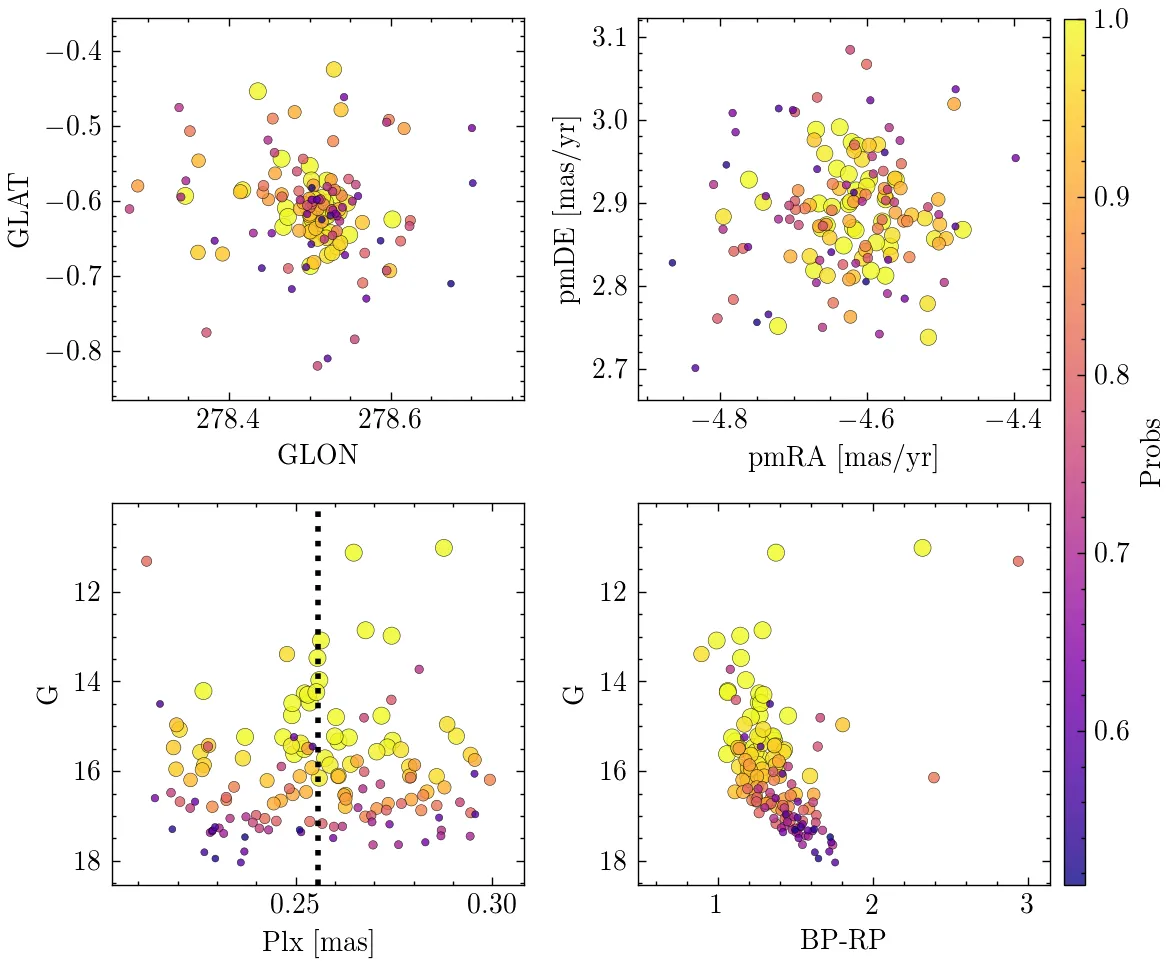 −0.4
−0.5
−0.6
−0.7
−0.8
GLAT
278.4 278.6
GLON
3.1
3.0
2.9
2.8
2.7
pmDE [mas/yr]
−4.8 −4.6 −4.4
pmRA [mas/yr]
1.0
0.9
0.8
0.7
0.6
Probs
12
14
16
18
G
0.25 0.30
Plx [mas]
12
14
16
18
G
1 2 3
BP-RP